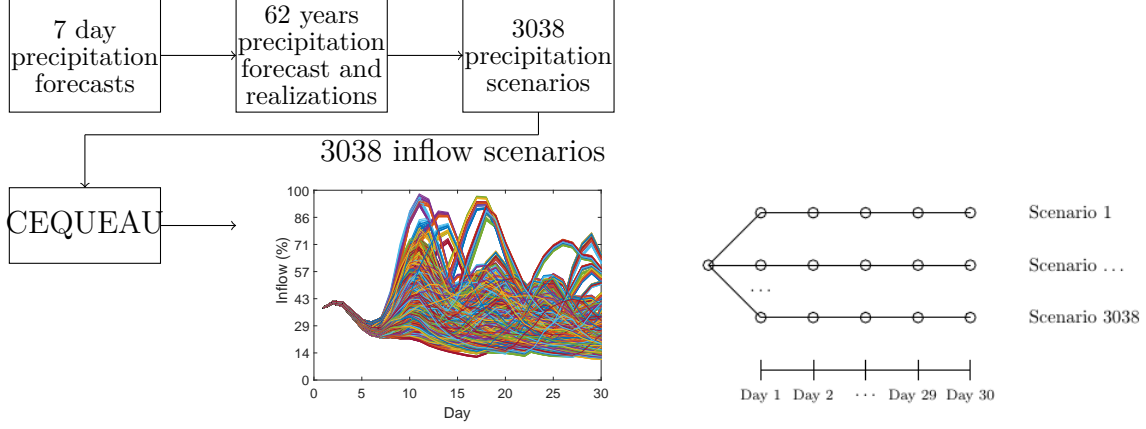 7 day
precipitation
forecasts
62 years
precipitation
forecast and
realizations
3038
precipitation
scenarios
3038 inflow scenarios
CEQUEAU
100
86
71
57
43
29
14
0
Inflow (%)
0 5 10 15 20 25 30
Day
Scenario 1
Scenario ...
...
Scenario 3038
Day 1 Day 2 ... Day 29 Day 30